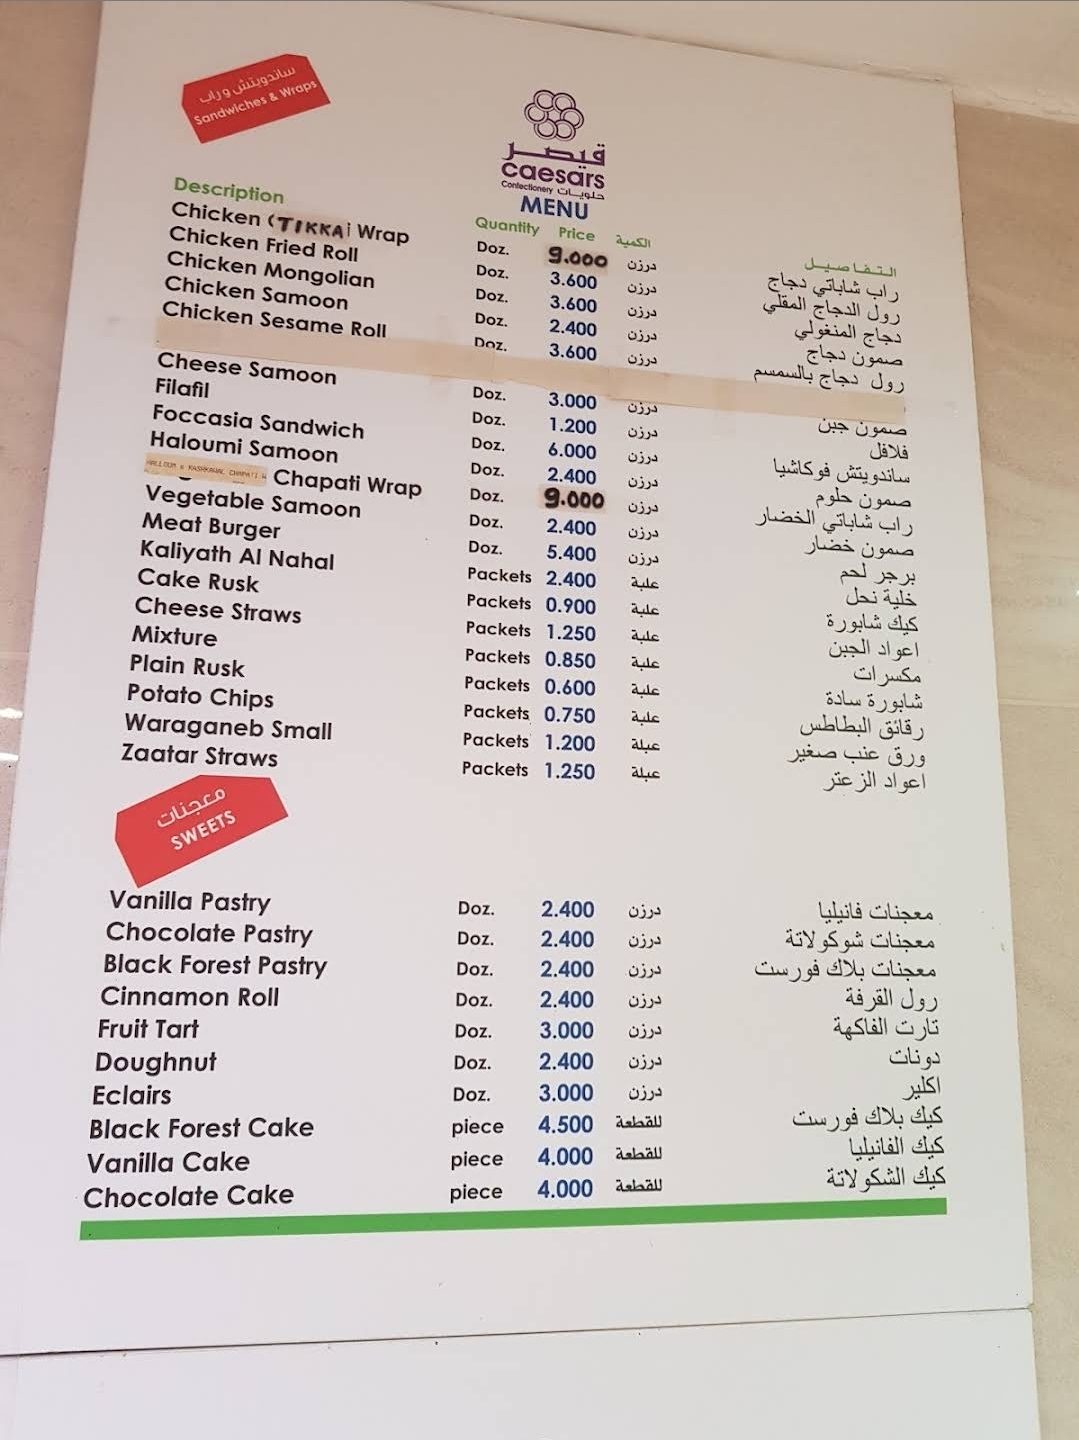 ساندويتش وراب
Sandwiches & Wraps
قيصر
caesars
Confectionery حلويات
MENU
Description Quantity Price الكمية التفاصيل
Chicken (TIKKA) Wrap Doz. 9.000 درزن راب شاباتي دجاج
Chicken Fried Roll Doz. 3.600 درزن رول الدجاج المقلي
Chicken Mongolian Doz. 3.600 درزن دجاج المنغولي
Chicken Samoon Doz. 2.400 درزن صمون دجاج
Chicken Sesame Roll Doz. 3.600 درزن رول دجاج بالسمسم
Cheese Samoon Doz. 3.000 درزن صمون جبن
Filafil Doz. 1.200 درزن فلافل
Foccasia Sandwich Doz. 6.000 درزن ساندويتش فوكاشيا
Haloumi Samoon Doz. 2.400 درزن صمون حلوم
HALLOUM & KASHKAWAL CHAPATI W Chapati Wrap Doz. 9.000 درزن راب شاباتي الخضار
Vegetable Samoon Doz. 2.400 درزن صمون خضار
Meat Burger Doz. 5.400 درزن برجر لحم
Kaliyath Al Nahal Packets 2.400 علبة خلية نحل
Cake Rusk Packets 0.900 علبة كيك شابورة
Cheese Straws Packets 1.250 علبة اعواد الجبن
Mixture Packets 0.850 علبة مكسرات
Plain Rusk Packets 0.600 علبة شابورة سادة
Potato Chips Packets 0.750 علبة رقائق البطاطس
Waraganeb Small Packets 1.200 عبلة ورق عنب صغير
Zaatar Straws Packets 1.250 عبلة اعواد الزعتر
معجنات
SWEETS
Vanilla Pastry Doz. 2.400 درزن معجنات فانيليا
Chocolate Pastry Doz. 2.400 درزن معجنات شوكولاتة
Black Forest Pastry Doz. 2.400 درزن معجنات بلاك فورست
Cinnamon Roll Doz. 2.400 درزن رول القرفة
Fruit Tart Doz. 3.000 درزن تارت الفاكهة
Doughnut Doz. 2.400 درزن دونات
Eclairs Doz. 3.000 درزن اكلير
Black Forest Cake piece 4.500 للقطعة كيك بلاك فورست
Vanilla Cake piece 4.000 للقطعة كيك الفانيليا
Chocolate Cake piece 4.000 للقطعة كيك الشكولاتة